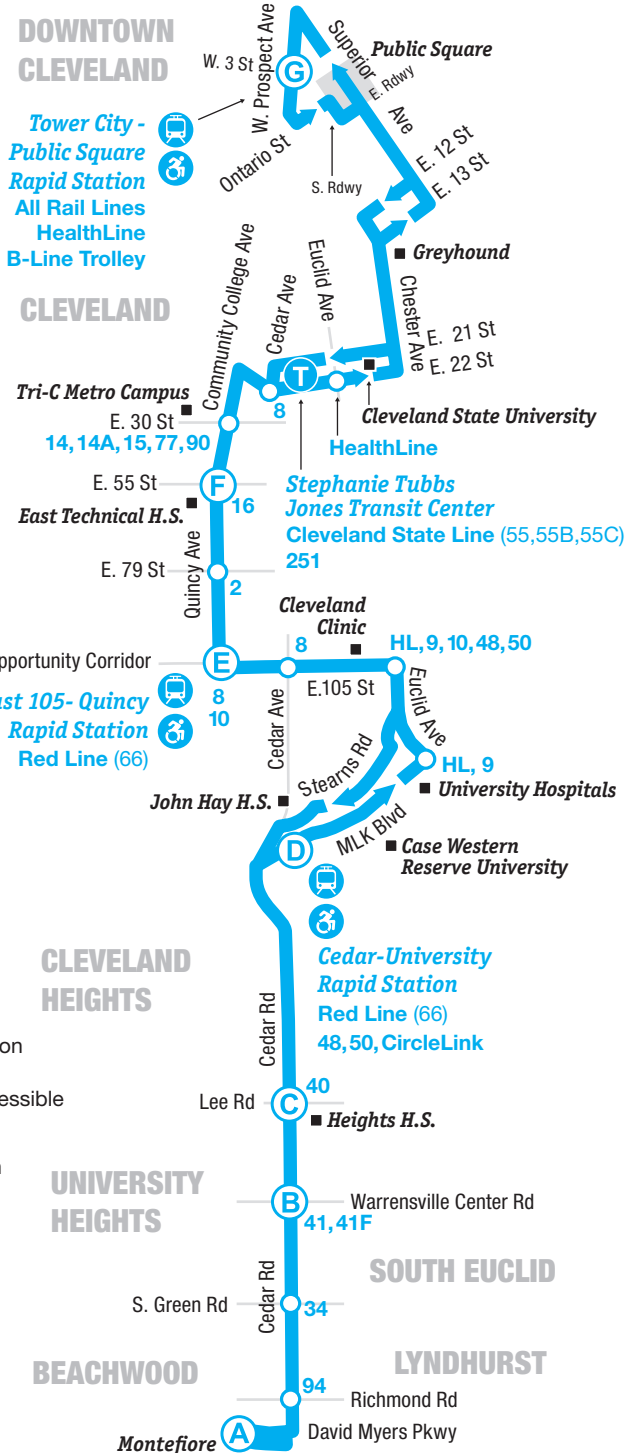 DOWNTOWN
CLEVELAND
W. 3 St
G
W. Prospect Ave
Superior
Ave
Public Square
E. Rdwy
Tower City -
Public Square
Rapid Station
All Rail Lines
HealthLine
B-Line Trolley
Ontario St
S. Rdwy
E. 12 St
E. 13 St
Greyhound
CLEVELAND
Community College Ave
Cedar Ave
Euclid Ave
Chester Ave
E. 21 St
E. 22 St
T
8
Cleveland State University
HealthLine
Tri-C Metro Campus
E. 30 St
14, 14A, 15, 77, 90
E. 55 St
F
16
East Technical H.S.
Stephanie Tubbs
Jones Transit Center
Cleveland State Line (55,55B,55C)
251
Quincy Ave
E. 79 St
2
Cleveland
Clinic
8
HL, 9, 10, 48, 50
Corridor
E
8
10
E.105 St
105- Quincy
Rapid Station
Red Line (66)
Cedar Ave
Euclid Ave
Stearns Rd
HL, 9
University Hospitals
John Hay H.S.
MLK Blvd
D
Case Western
Reserve University
Cedar-University
Rapid Station
Red Line (66)
48, 50, CircleLink
CLEVELAND
HEIGHTS
Cedar Rd
40
Lee Rd
C
Heights H.S.
UNIVERSITY
HEIGHTS
B
Warrensville Center Rd
41, 41F
SOUTH EUCLID
Cedar Rd
S. Green Rd
34
BEACHWOOD
LYNDHURST
94
Richmond Rd
David Myers Pkwy
A
Montefiore